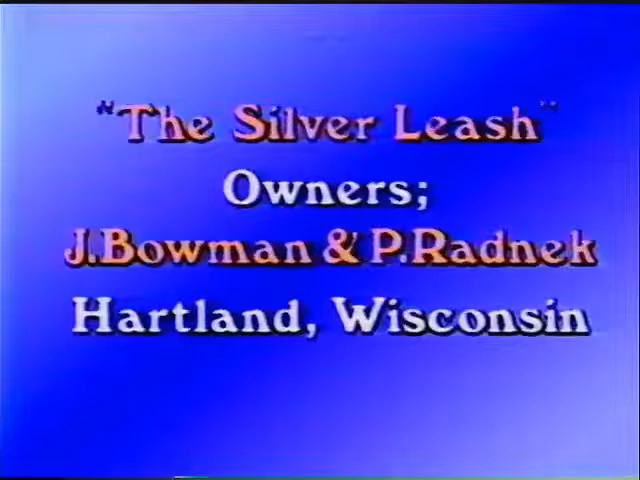 "The Silver Leash"
Owners;
J.Bowman & P.Radnek
Hartland, Wisconsin